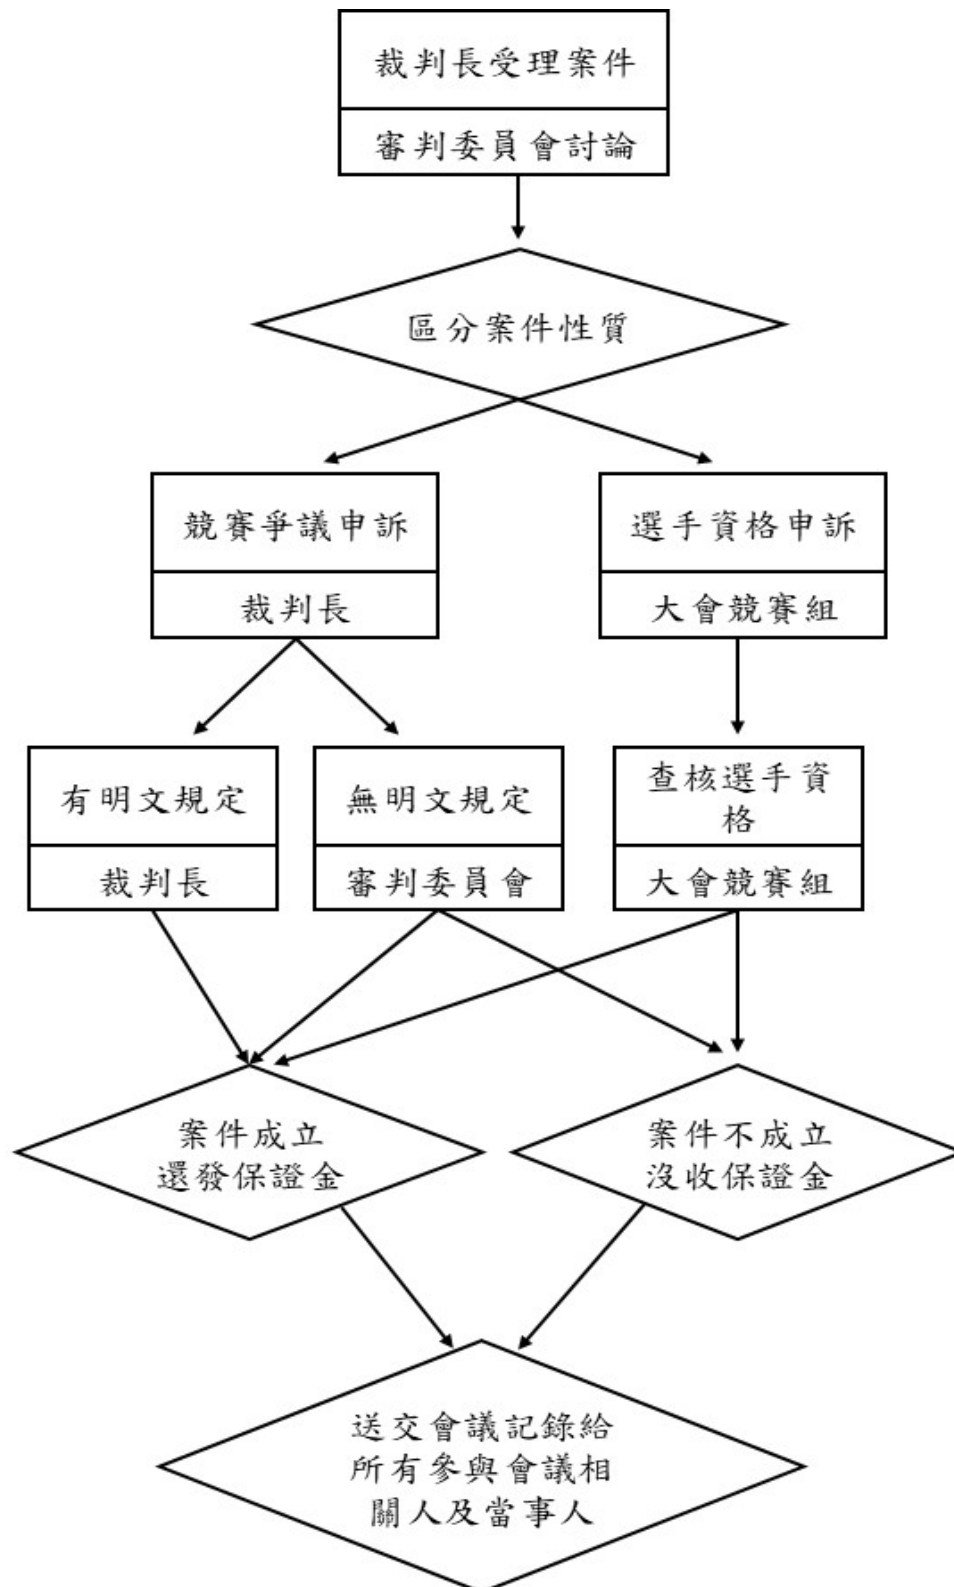 裁判長受理案件
審判委員會討論
區分案件性質
競賽爭議申訴
裁判長
選手資格申訴
大會競賽組
有明文規定
裁判長
無明文規定
審判委員會
查核選手資
格
大會競賽組
案件成立
還發保證金
案件不成立
沒收保證金
送交會議記錄給
所有參與會議相
關人及當事人